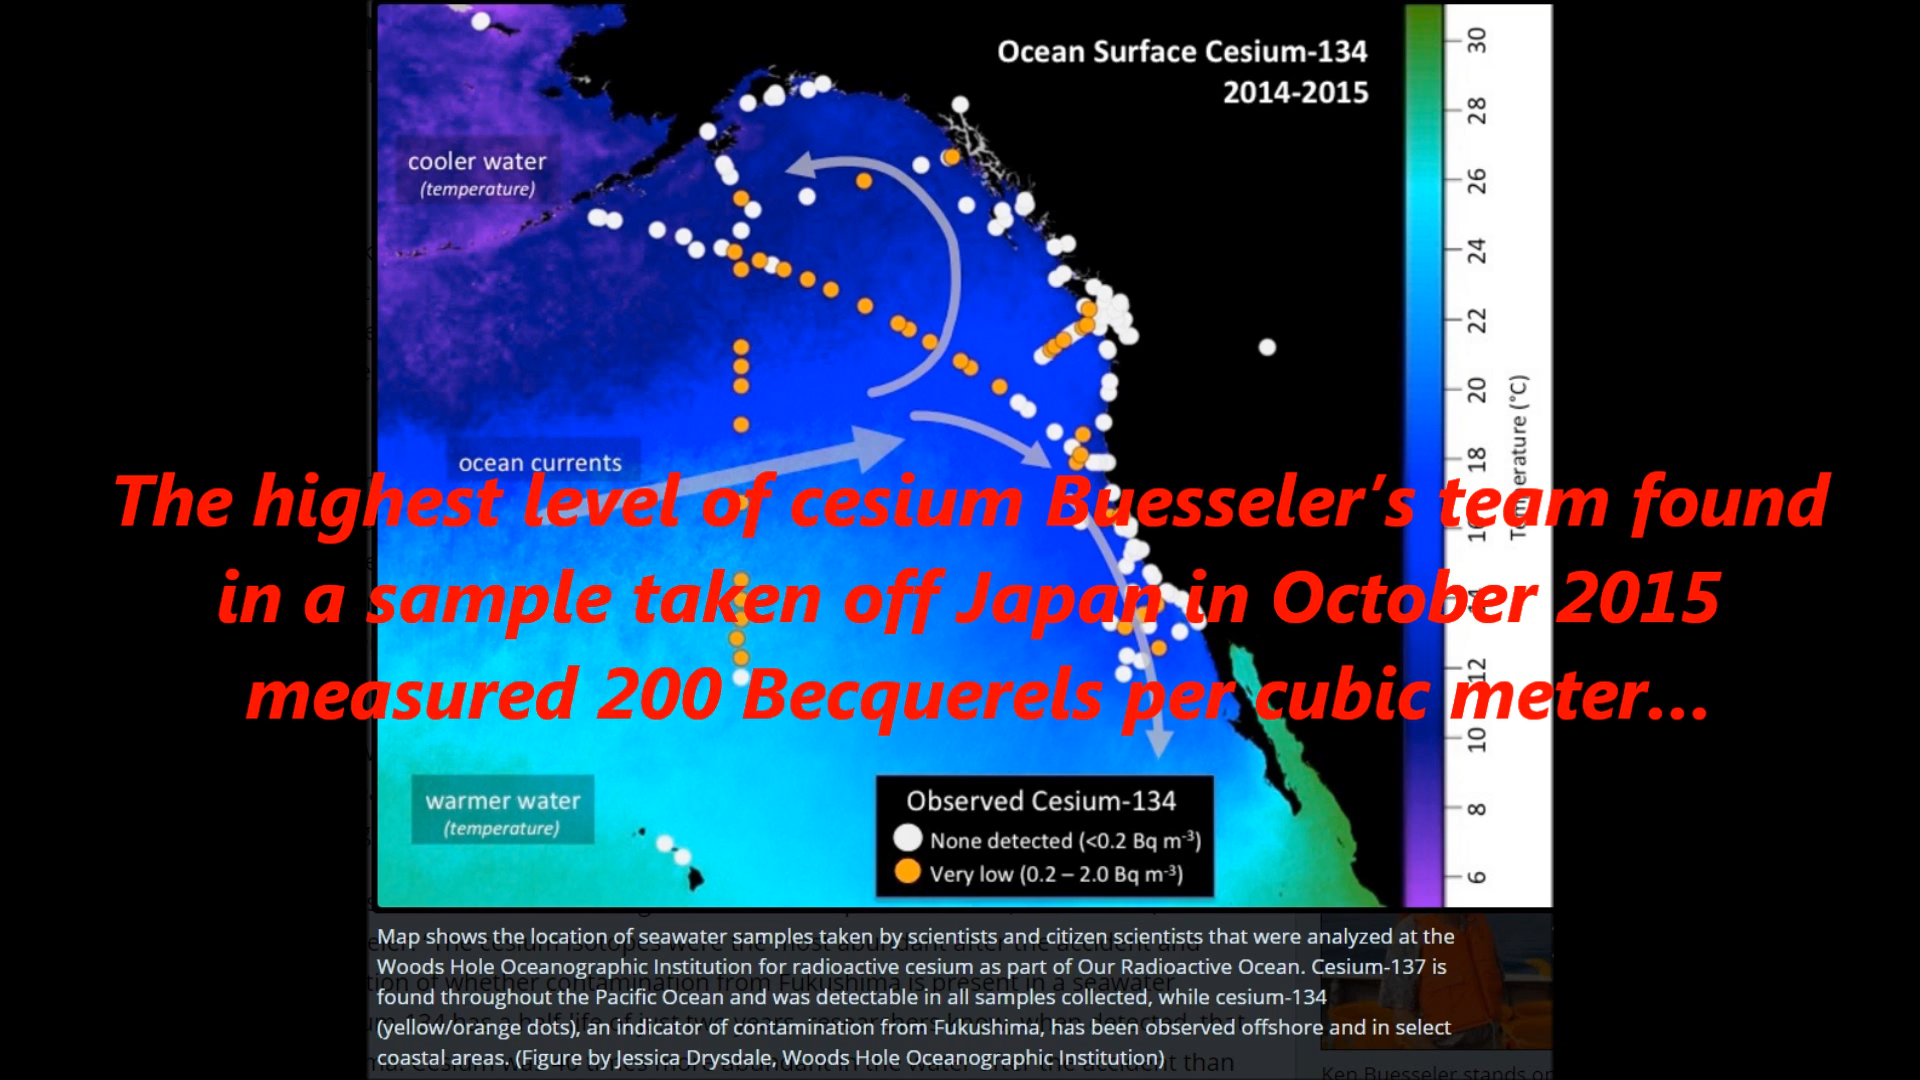 Ocean Surface Cesium-134
2014-2015
cooler water
(temperature)
ocean currents
The highest level of cesium Buesseler’s team found
in a sample taken off Japan in October 2015
measured 200 Becquerels per cubic meter...
warmer water
(temperature)
Observed Cesium-134
None detected (<0.2 Bq m-3)
Very low (0.2 – 2.0 Bq m-3)
30
28
26
24
22
20
18
16
14
12
10
8
6
Temperature (°C)
Map shows the location of seawater samples taken by scientists and citizen scientists that were analyzed at the
Woods Hole Oceanographic Institution for radioactive cesium as part of Our Radioactive Ocean. Cesium-137 is
found throughout the Pacific Ocean and was detectable in all samples collected, while cesium-134
(yellow/orange dots), an indicator of contamination from Fukushima, has been observed offshore and in select
coastal areas. (Figure by Jessica Drysdale, Woods Hole Oceanographic Institution)
Ken Buesseler stands on